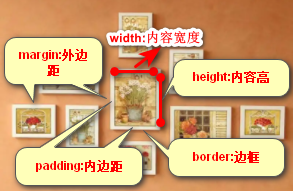 width:内容宽度
margin:外边
距
height:内容高
padding:内边距
border:边框